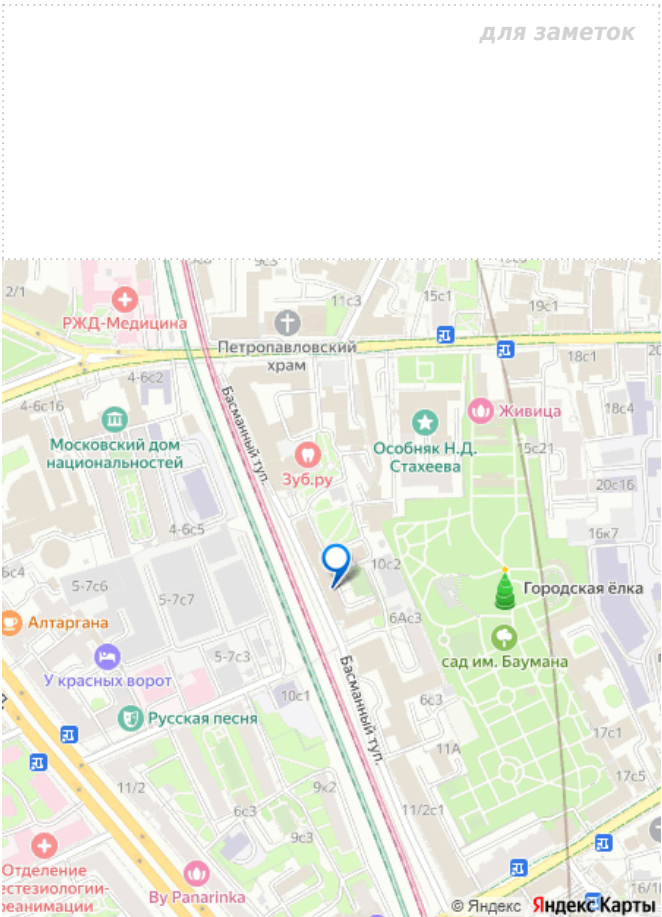 для заметок
9с3
2/1
11с3
15с1
19с1
РЖД-Медицина
Петропавловский
храм
18с1
20
4-6с2
4-6с16
Басманный туп.
Живица
18с4
Московский дом
национальностей
Особняк Н.Д.
Стахеева
15с21
Зуб.ру
20с16
4-6с5
16к7
10с2
5-7с6
5-7с7
Городская ёлка
Алтаргана
6Ас3
5-7с3
сад им. Баумана
У красных ворот
Басманный туп.
10с1
6с3
Русская песня
17с1
11А
17с5
11/2
9к2
6с3
11/2с1
9с3
Отделение
естезиологии-
реанимации
By Panarinka
© Яндекс Яндекс Карты